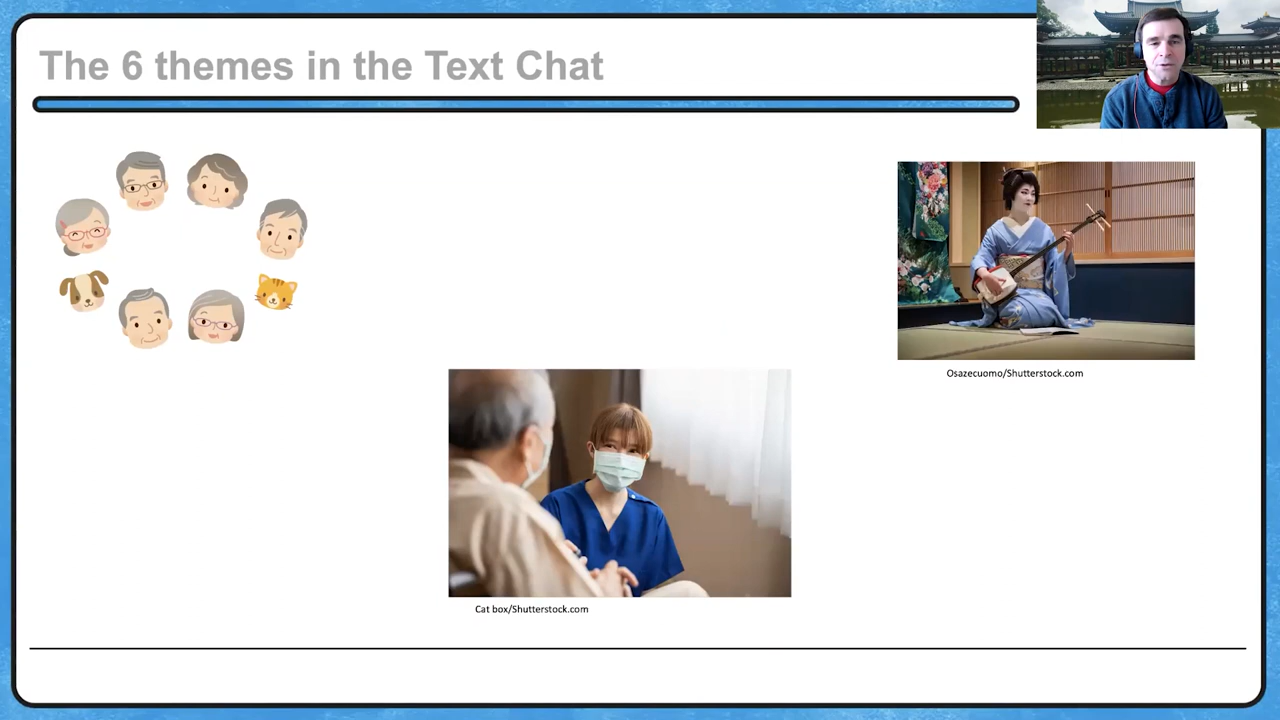 The 6 themes in the Text Chat
Osazecuomo/Shutterstock.com
Cat box/Shutterstock.com